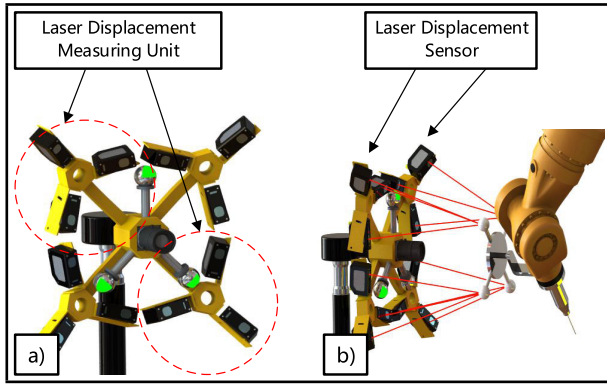 Laser Displacement
Measuring Unit
Laser Displacement
Sensor
a)
b)